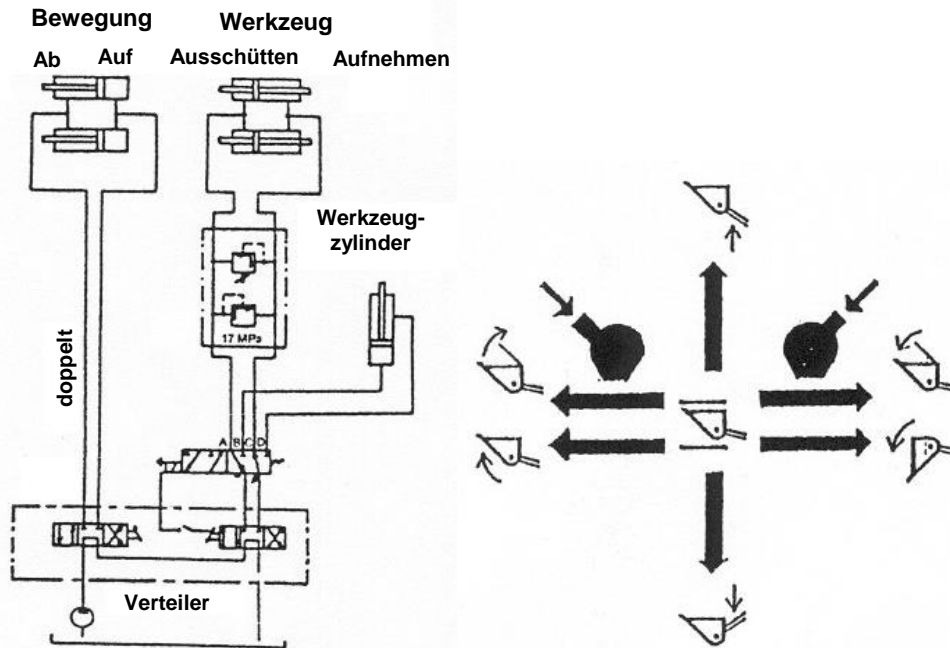 Bewegung Werkzeug
Ab Auf Ausschütten Aufnehmen
Werkzeug-
zylinder
doppelt
17 MPa
A B C D
Verteiler